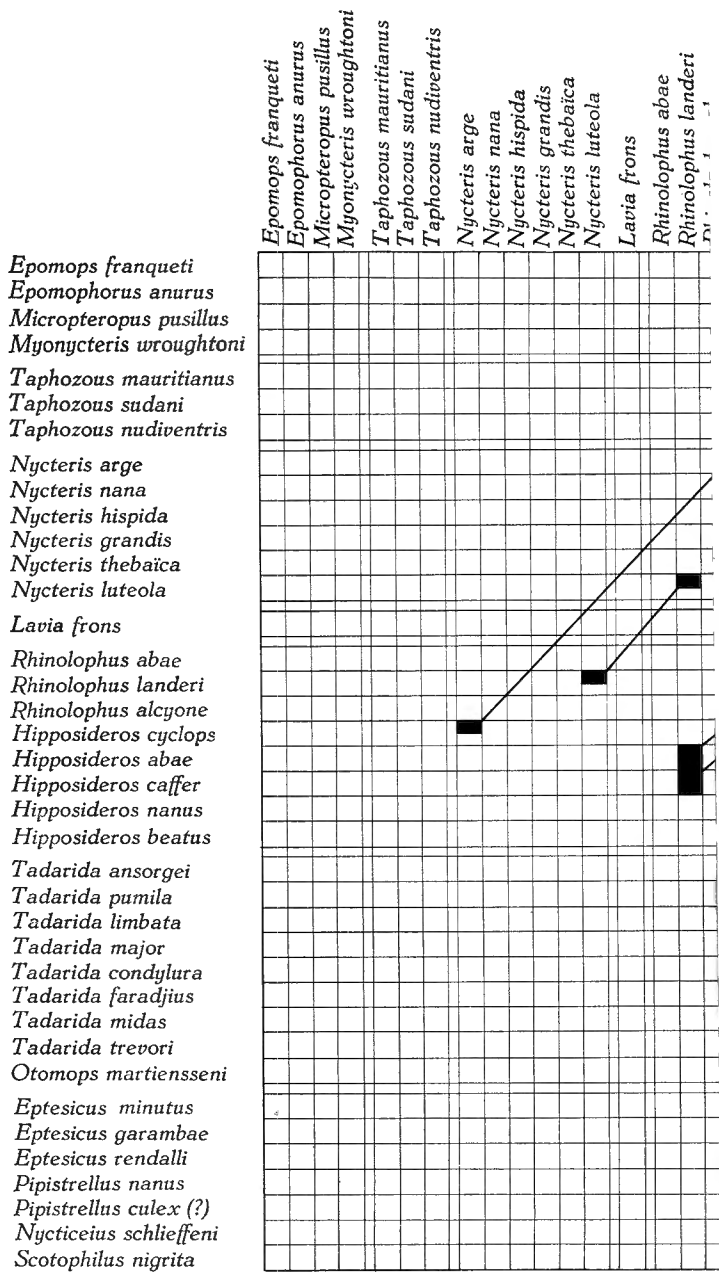 Epomops franqueti
Epomophorus anurus
Micropteropus pusillus
Myonycteris wroughtoni
Taphozous mauritianus
Taphozous sudani
Taphozous nudiventris
Nycteris arge
Nycteris nana
Nycteris hispida
Nycteris grandis
Nycteris thebaïca
Nycteris luteola
Lavia frons
Rhinolophus abae
Rhinolophus landeri
Epomops franqueti
Epomophorus anurus
Micropteropus pusillus
Myonycteris wroughtoni
Taphozous mauritianus
Taphozous sudani
Taphozous nudiventris
Nycteris arge
Nycteris nana
Nycteris hispida
Nycteris grandis
Nycteris thebaïca
Nycteris luteola
Lavia frons
Rhinolophus abae
Rhinolophus landeri
Rhinolophus alcyone
Hipposideros cyclops
Hipposideros abae
Hipposideros caffer
Hipposideros nanus
Hipposideros beatus
Tadarida ansorgei
Tadarida pumila
Tadarida limbata
Tadarida major
Tadarida condylura
Tadarida faradjius
Tadarida midas
Tadarida trevori
Otomops martiensseni
Eptesicus minutus
Eptesicus garambae
Eptesicus rendalli
Pipistrellus nanus
Pipistrellus culex (?)
Nycticeius schlieffeni
Scotophilus nigrita